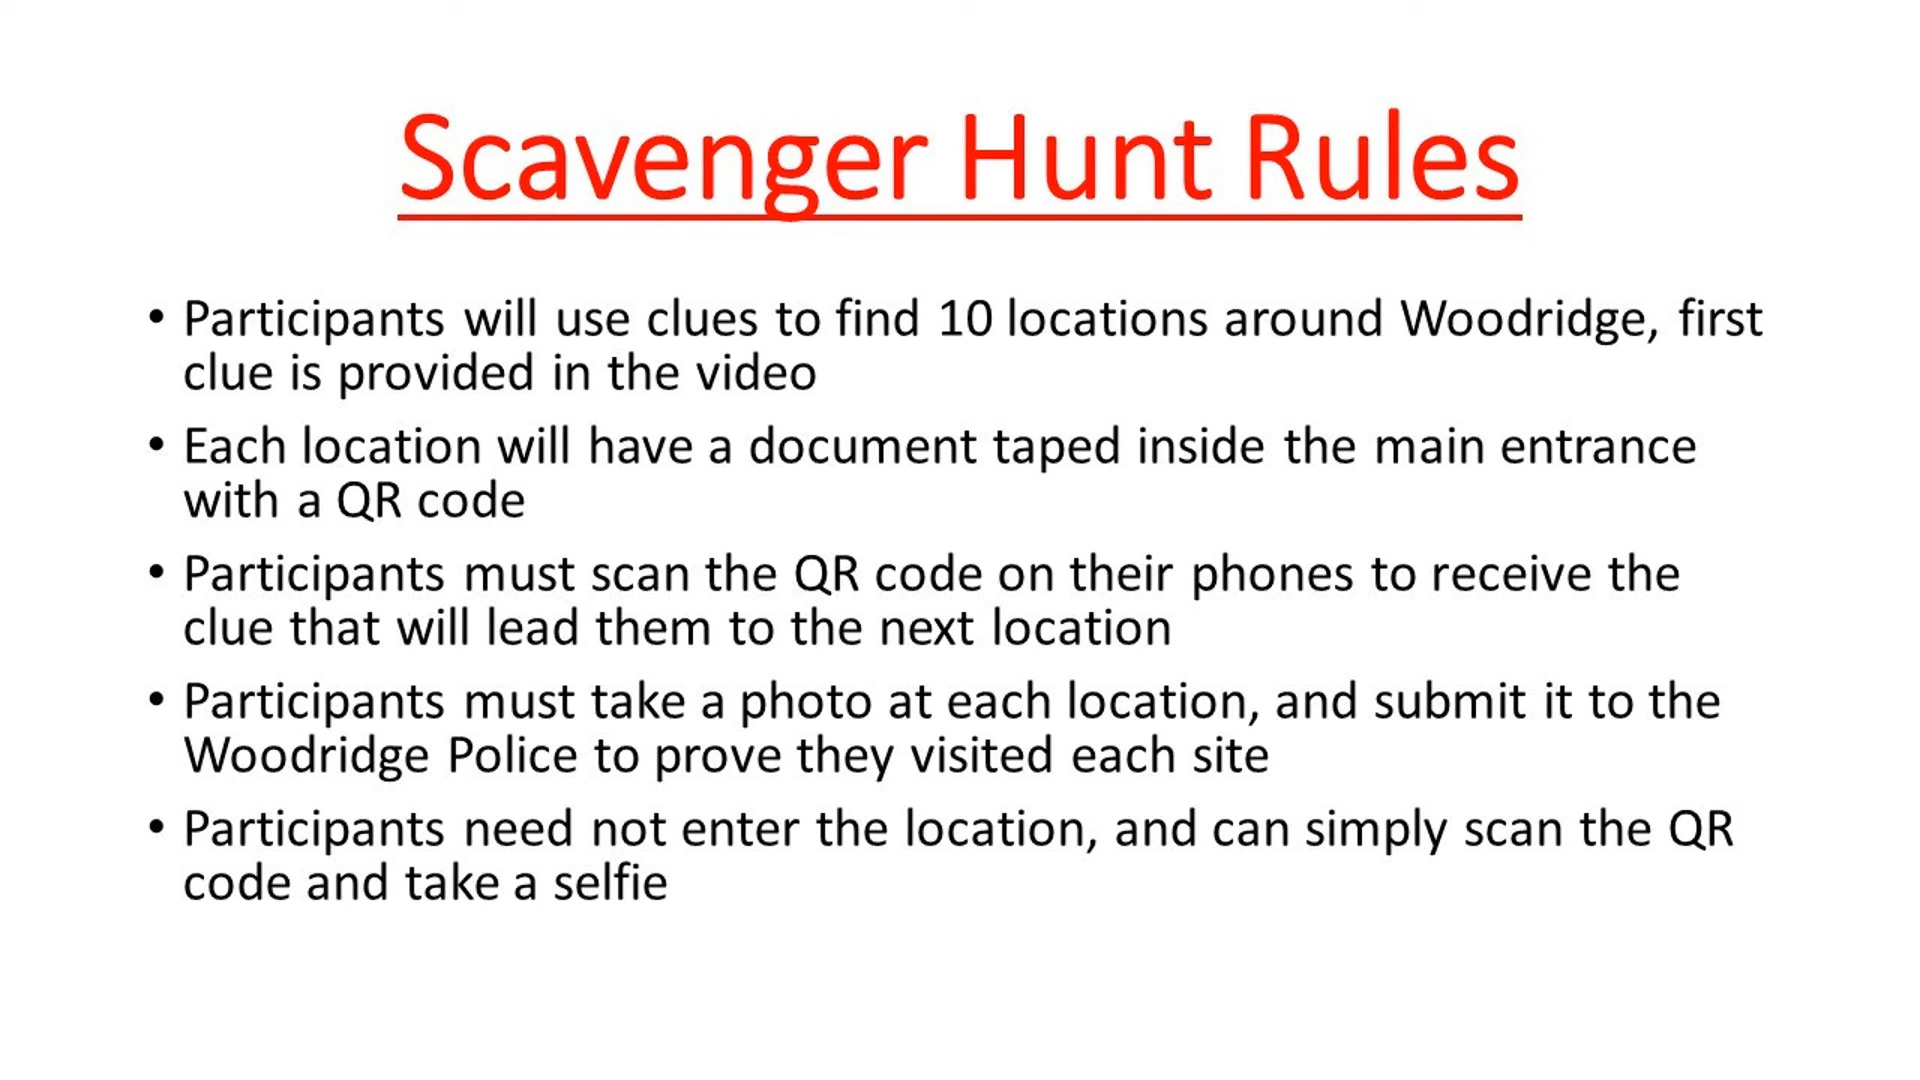 Scavenger Hunt Rules
• Participants will use clues to find 10 locations around Woodridge, first
clue is provided in the video
• Each location will have a document taped inside the main entrance
with a QR code
• Participants must scan the QR code on their phones to receive the
clue that will lead them to the next location
• Participants must take a photo at each location, and submit it to the
Woodridge Police to prove they visited each site
• Participants need not enter the location, and can simply scan the QR
code and take a selfie